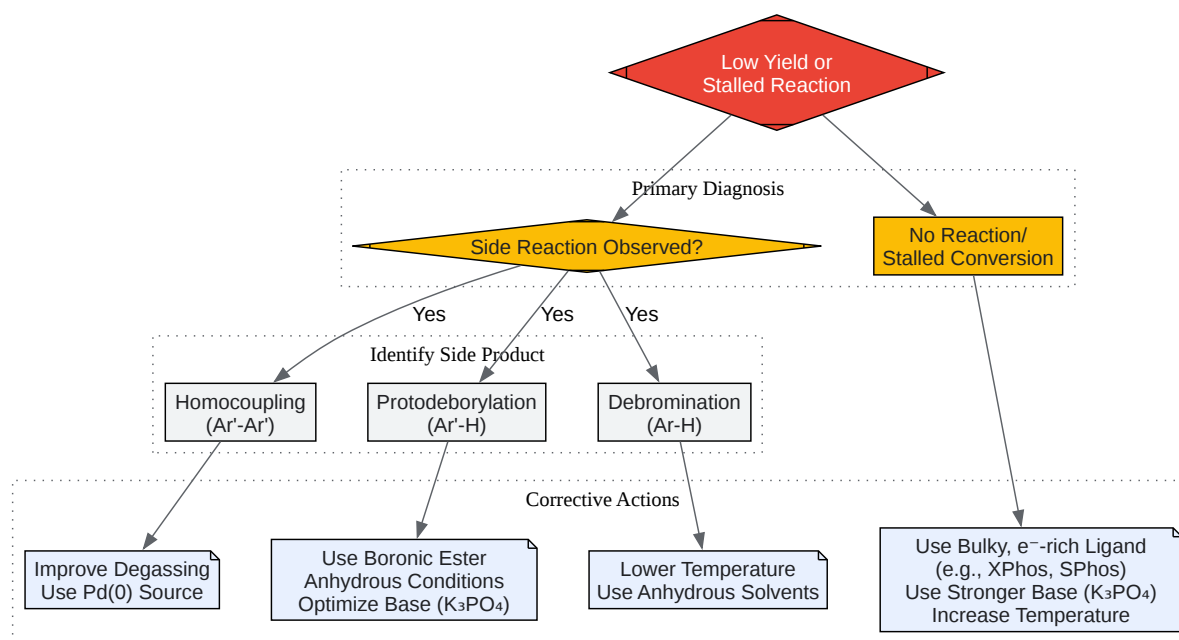 Low Yield or
Stalled Reaction
Primary Diagnosis
Side Reaction Observed?
No Reaction/
Stalled Conversion
Yes
Yes
Yes
Identify Side Product
Homocoupling
(Ar'-Ar')
Protodeborylation
(Ar'-H)
Debromination
(Ar-H)
Corrective Actions
Improve Degassing
Use Pd(0) Source
Use Boronic Ester
Anhydrous Conditions
Optimize Base (K₃PO₄)
Lower Temperature
Use Anhydrous Solvents
Use Bulky, e⁻-rich Ligand
(e.g., XPhos, SPhos)
Use Stronger Base (K₃PO₄)
Increase Temperature